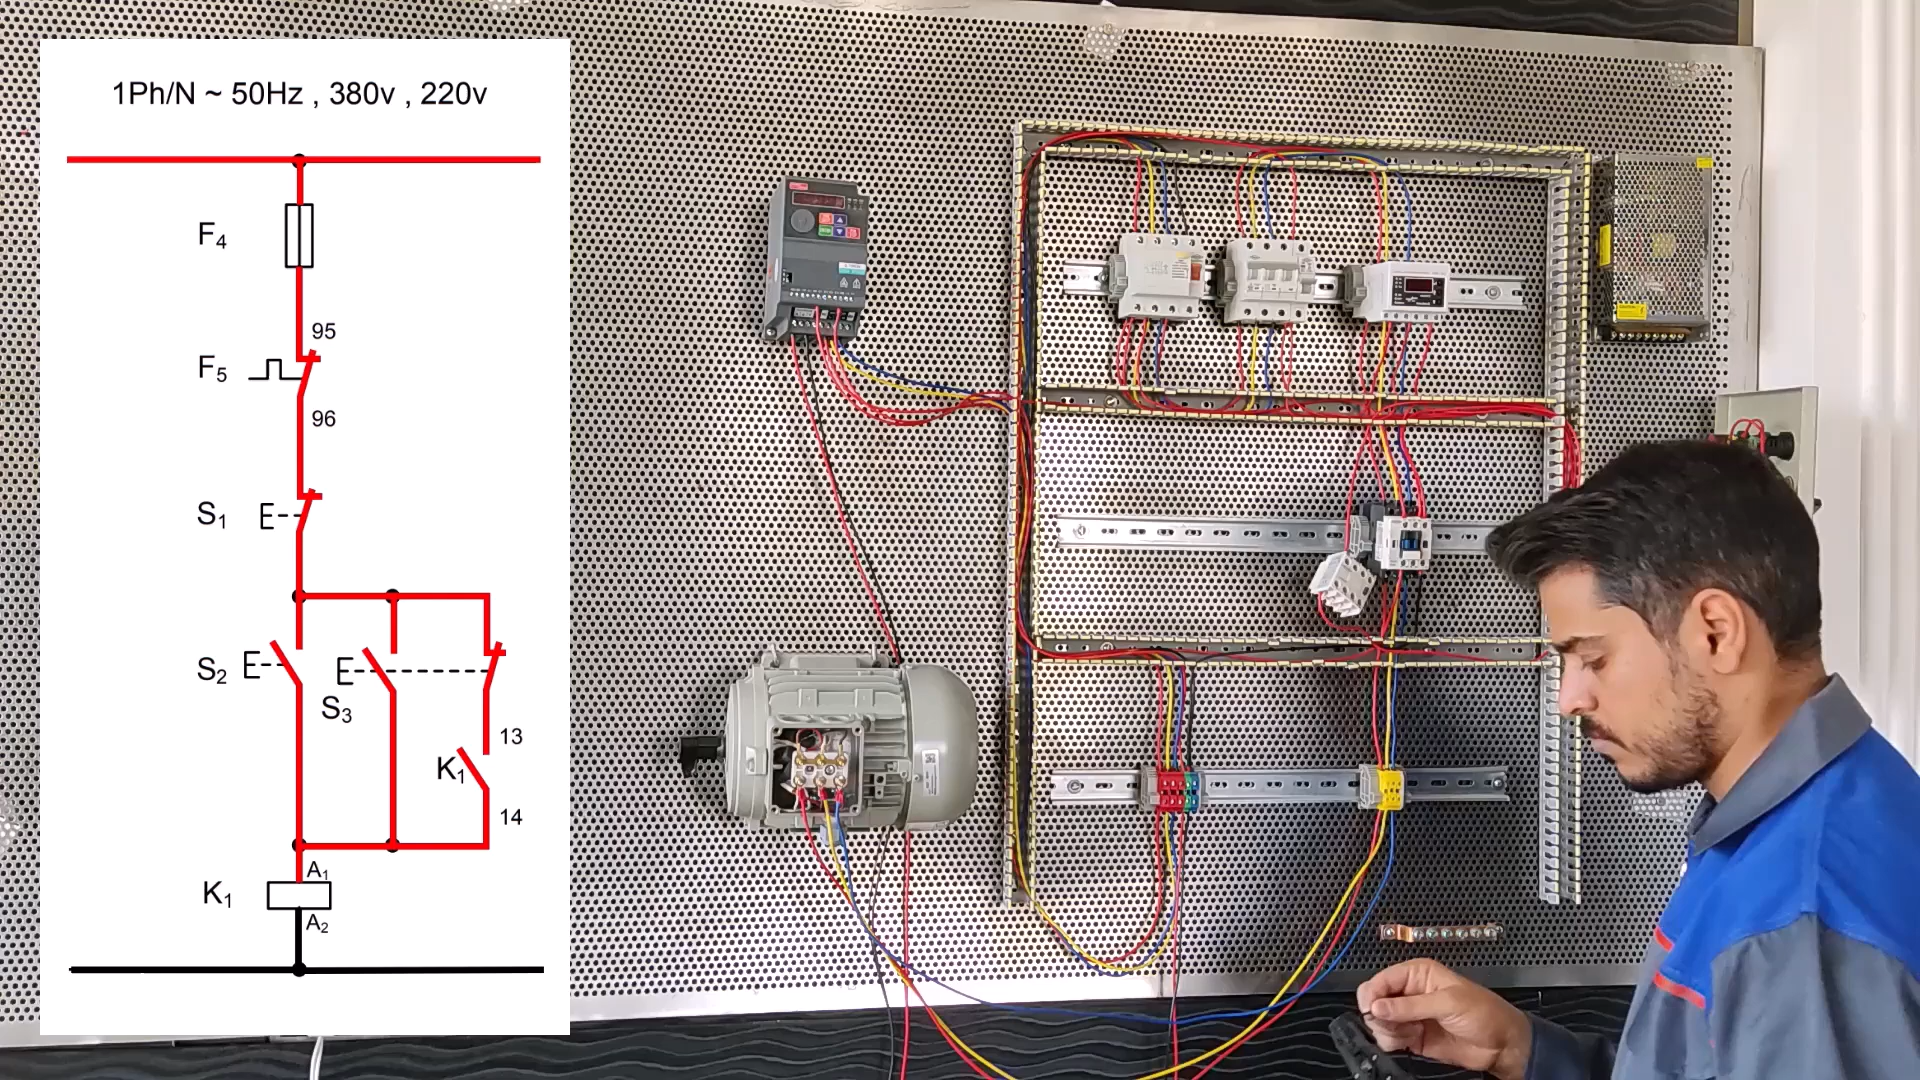 1Ph/N ~ 50Hz , 380v , 220v
F4
95
F5
96
S1
S2
S3
13
K1
14
A1
K1
A2